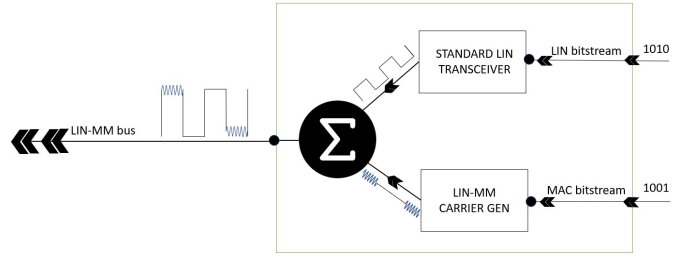 STANDARD LIN
TRANSCEIVER
LIN bitstream
1010
LIN-MM bus
Σ
LIN-MM
CARRIER GEN
MAC bitstream
1001